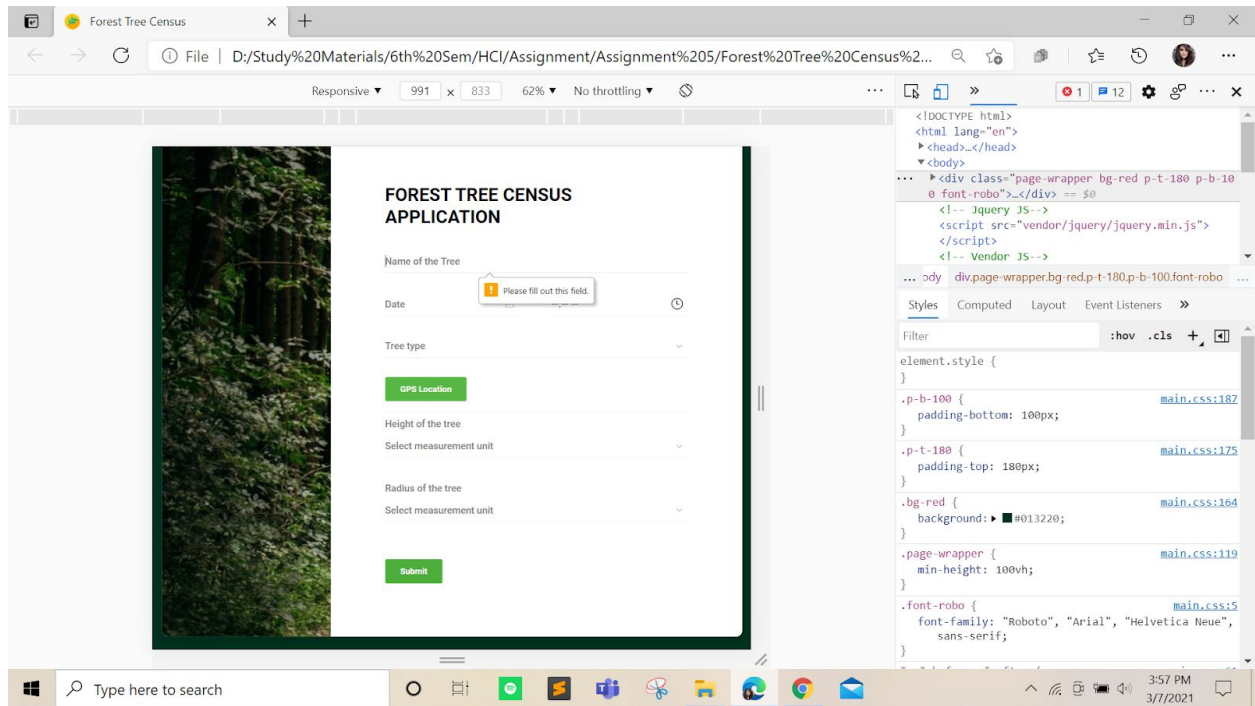 Forest Tree Census
File | D:/Study%20Materials/6th%20Sem/HCI/Assignment/Assignment%205/Forest%20Tree%20Census%2...
Responsive ▼ 991 x 833 62% ▼ No throttling ▼
FOREST TREE CENSUS
APPLICATION
Name of the Tree
Please fill out this field.
Date
Tree type
GPS Location
Height of the tree
Select measurement unit
Radius of the tree
Select measurement unit
Submit
1 12
<!DOCTYPE html>
<html lang="en">
<head>…</head>
<body>
··· <div class="page-wrapper bg-red p-t-180 p-b-10
0 font-robo">…</div> == $0
<!-- Jquery JS-->
<script src="vendor/jquery/jquery.min.js">
</script>
<!-- Vendor JS-->
... ody div.page-wrapper.bg-red.p-t-180.p-b-100.font-robo ...
Styles Computed Layout Event Listeners »
Filter :hov .cls +
element.style {
}
.p-b-100 { main.css:187
padding-bottom: 100px;
}
.p-t-180 { main.css:175
padding-top: 180px;
}
.bg-red { main.css:164
background: #013220;
}
.page-wrapper { main.css:119
min-height: 100vh;
}
.font-robo { main.css:5
font-family: "Roboto", "Arial", "Helvetica Neue",
sans-serif;
}
Type here to search
3:57 PM
3/7/2021